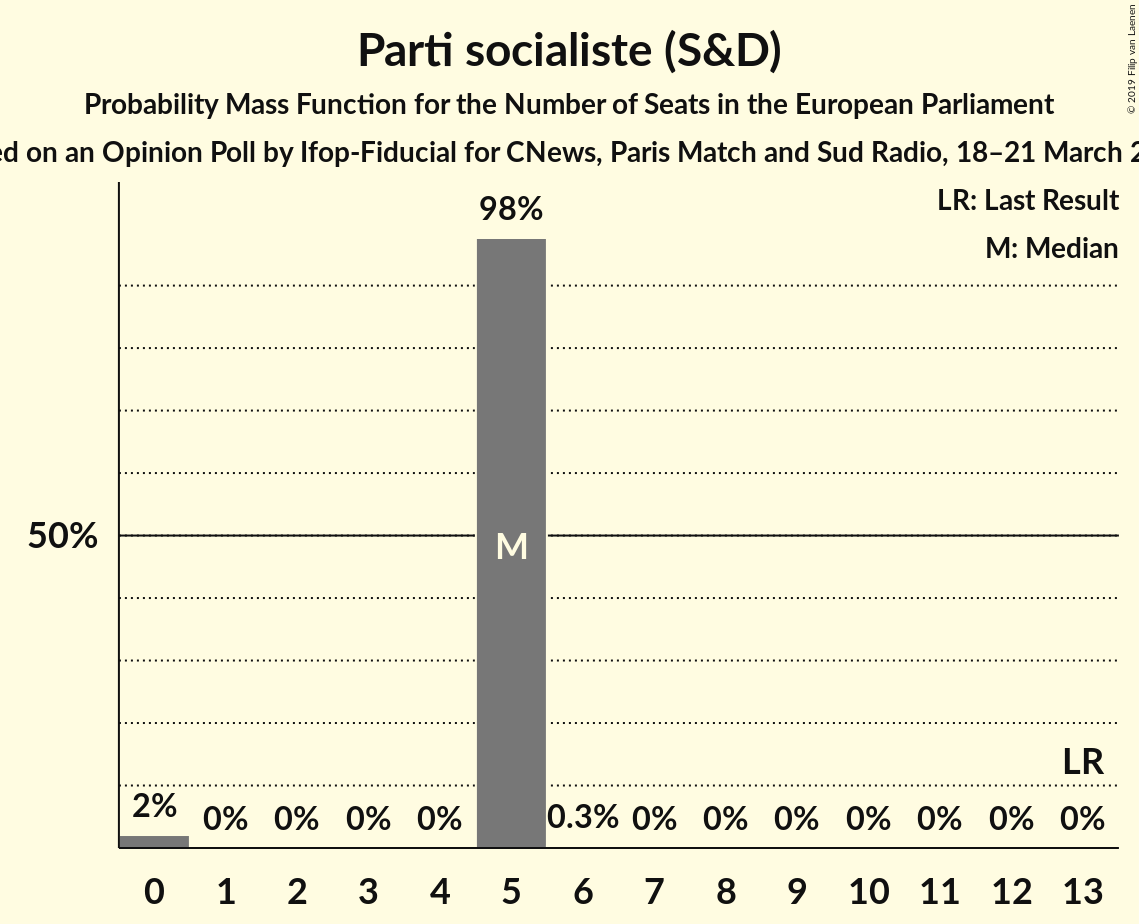 Parti socialiste (S&D)
Probability Mass Function for the Number of Seats in the European Parliament
on an Opinion Poll by Ifop-Fiducial for CNews, Paris Match and Sud Radio, 18–21 March
© 2019 Filip van Laenen
LR: Last Result
M: Median
98%
50%
M
LR
2% 0% 0% 0% 0% 0.3% 0% 0% 0% 0% 0% 0% 0%
0 1 2 3 4 5 6 7 8 9 10 11 12 13